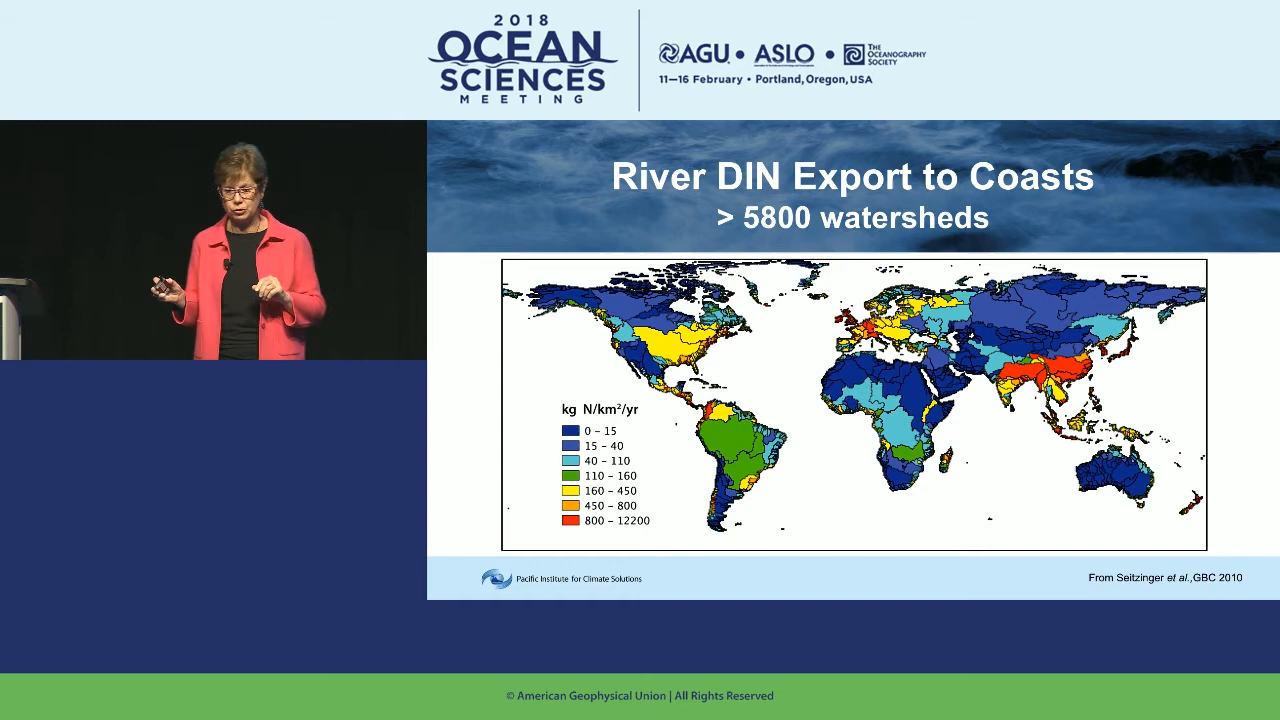 2018
OCEAN
SCIENCES
MEETING
AGU • ASLO • THE OCEANOGRAPHY SOCIETY
11–16 February • Portland, Oregon, USA
River DIN Export to Coasts
> 5800 watersheds
kg N/km²/yr
0 – 15
15 – 40
40 – 110
110 – 160
160 – 450
450 – 800
800 – 12200
Pacific Institute for Climate Solutions
From Seitzinger et al.,GBC 2010
© American Geophysical Union | All Rights Reserved